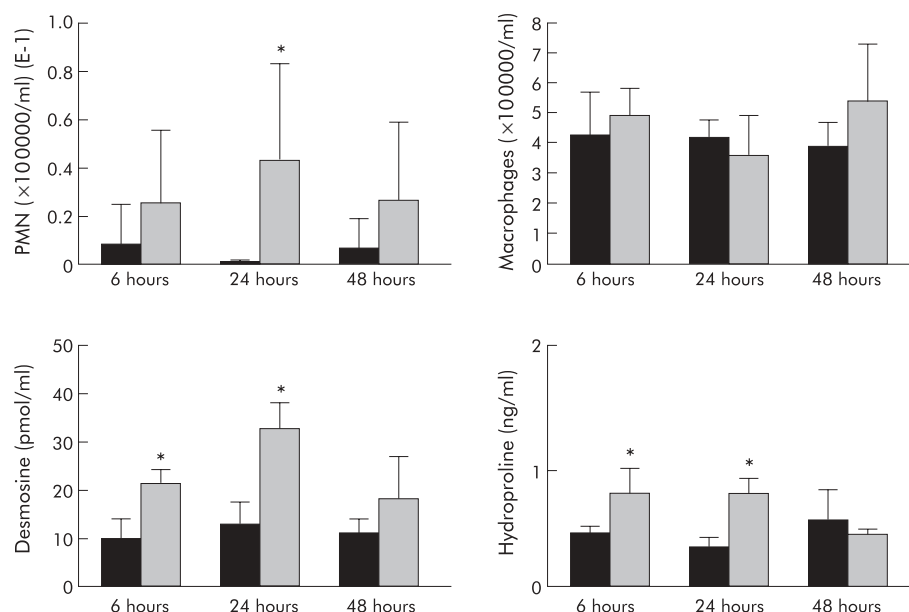 PMN (×100000/ml) (E-1)
1.0
0.8
0.6
0.4
0.2
0
*
6 hours
24 hours
48 hours
Macrophages (×100000/ml)
8
7
6
5
4
3
2
1
0
6 hours
24 hours
48 hours
Desmosine (pmol/ml)
50
40
30
20
10
0
*
*
6 hours
24 hours
48 hours
Hydroproline (ng/ml)
2
1
0
*
*
6 hours
24 hours
48 hours